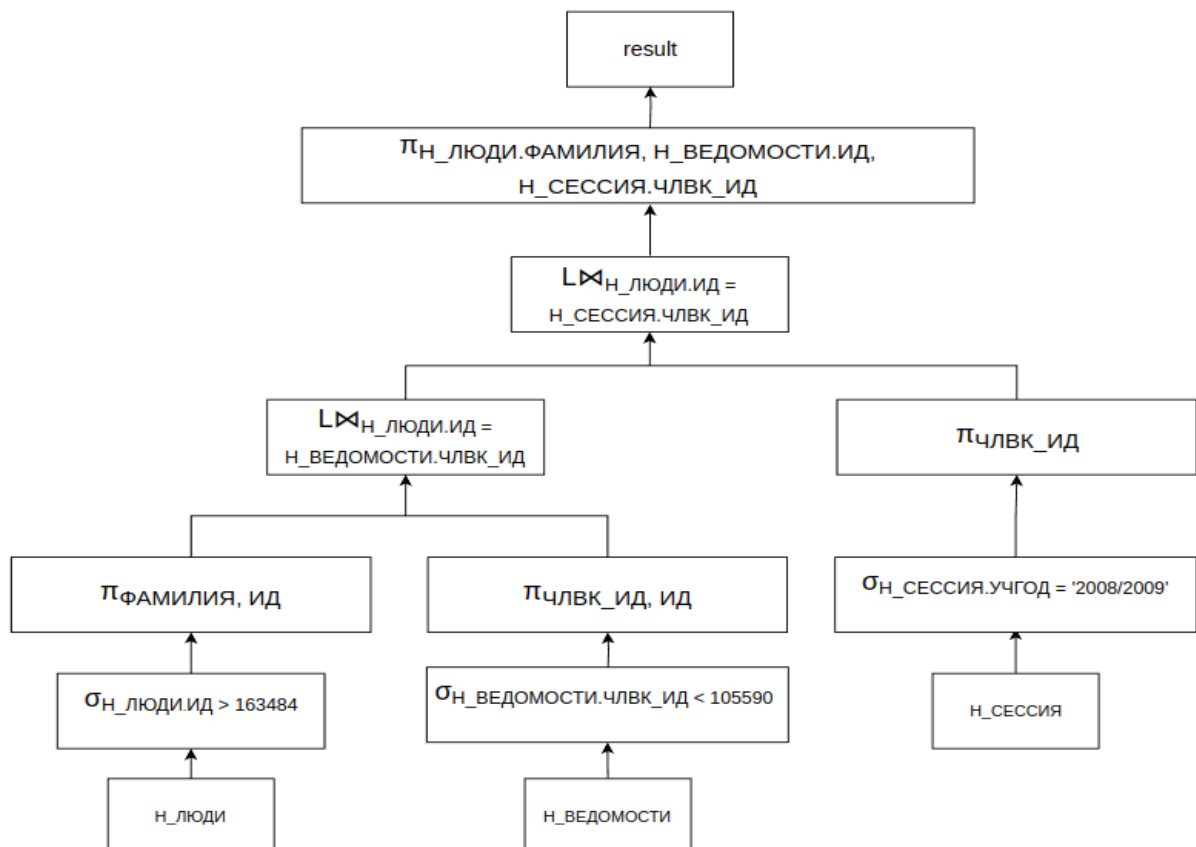 result
πН_ЛЮДИ.ФАМИЛИЯ, Н_ВЕДОМОСТИ.ИД,
Н_СЕССИЯ.ЧЛВК_ИД
L⋈Н_ЛЮДИ.ИД =
Н_СЕССИЯ.ЧЛВК_ИД
L⋈Н_ЛЮДИ.ИД =
Н_ВЕДОМОСТИ.ЧЛВК_ИД
πЧЛВК_ИД
πФАМИЛИЯ, ИД
πЧЛВК_ИД, ИД
σН_СЕССИЯ.УЧГОД = '2008/2009'
σН_ЛЮДИ.ИД > 163484
σН_ВЕДОМОСТИ.ЧЛВК_ИД < 105590
Н_СЕССИЯ
Н_ЛЮДИ
Н_ВЕДОМОСТИ